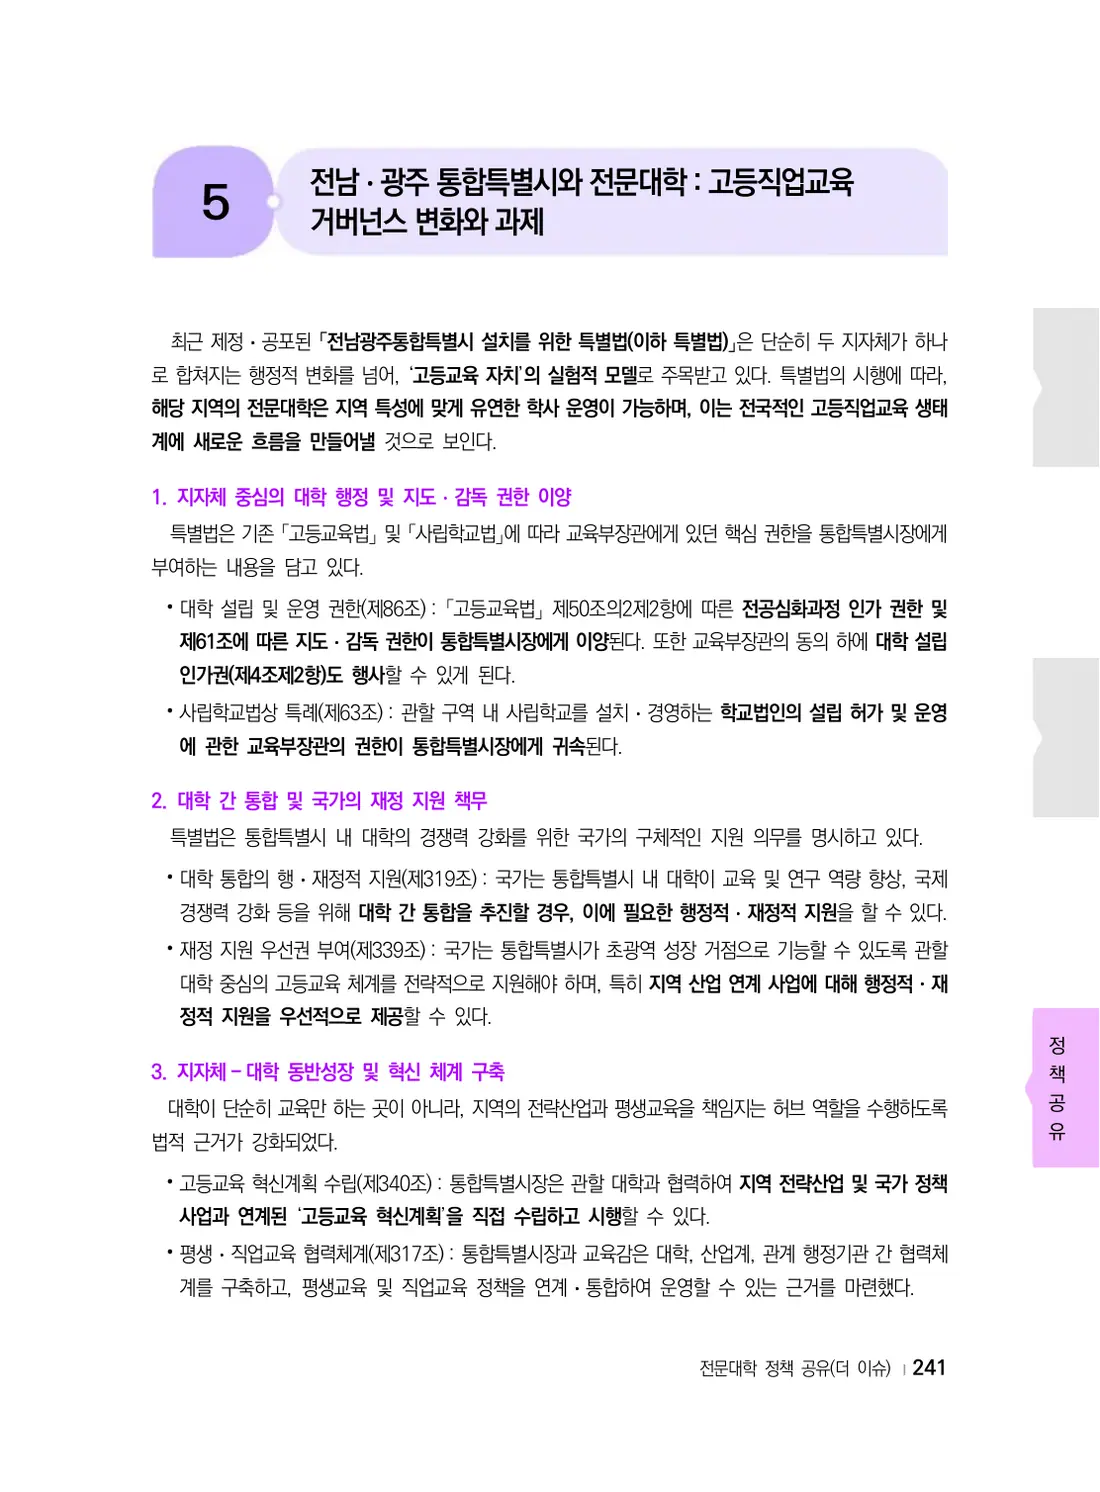 5
전남·광주 통합특별시와 전문대학 : 고등직업교육
거버넌스 변화와 과제
최근 제정·공포된 「전남광주통합특별시 설치를 위한 특별법(이하 특별법)」은 단순히 두 지자체가 하나
로 합쳐지는 행정적 변화를 넘어, ‘고등교육 자치’의 실험적 모델로 주목받고 있다. 특별법의 시행에 따라,
해당 지역의 전문대학은 지역 특성에 맞게 유연한 학사 운영이 가능하며, 이는 전국적인 고등직업교육 생태
계에 새로운 흐름을 만들어낼 것으로 보인다.
1. 지자체 중심의 대학 행정 및 지도·감독 권한 이양
특별법은 기존 「고등교육법」 및 「사립학교법」에 따라 교육부장관에게 있던 핵심 권한을 통합특별시장에게
부여하는 내용을 담고 있다.
• 대학 설립 및 운영 권한(제86조) : 「고등교육법」 제50조의2제2항에 따른 전공심화과정 인가 권한 및
제61조에 따른 지도·감독 권한이 통합특별시장에게 이양된다. 또한 교육부장관의 동의 하에 대학 설립
인가권(제4조제2항)도 행사할 수 있게 된다.
• 사립학교법상 특례(제63조) : 관할 구역 내 사립학교를 설치·경영하는 학교법인의 설립 허가 및 운영
에 관한 교육부장관의 권한이 통합특별시장에게 귀속된다.
2. 대학 간 통합 및 국가의 재정 지원 책무
특별법은 통합특별시 내 대학의 경쟁력 강화를 위한 국가의 구체적인 지원 의무를 명시하고 있다.
• 대학 통합의 행·재정적 지원(제319조) : 국가는 통합특별시 내 대학이 교육 및 연구 역량 향상, 국제
경쟁력 강화 등을 위해 대학 간 통합을 추진할 경우, 이에 필요한 행정적·재정적 지원을 할 수 있다.
• 재정 지원 우선권 부여(제339조) : 국가는 통합특별시가 초광역 성장 거점으로 기능할 수 있도록 관할
대학 중심의 고등교육 체계를 전략적으로 지원해야 하며, 특히 지역 산업 연계 사업에 대해 행정적·재
정적 지원을 우선적으로 제공할 수 있다.
3. 지자체 – 대학 동반성장 및 혁신 체계 구축
대학이 단순히 교육만 하는 곳이 아니라, 지역의 전략산업과 평생교육을 책임지는 허브 역할을 수행하도록
법적 근거가 강화되었다.
• 고등교육 혁신계획 수립(제340조) : 통합특별시장은 관할 대학과 협력하여 지역 전략산업 및 국가 정책
사업과 연계된 ‘고등교육 혁신계획’을 직접 수립하고 시행할 수 있다.
• 평생·직업교육 협력체계(제317조) : 통합특별시장과 교육감은 대학, 산업계, 관계 행정기관 간 협력체
계를 구축하고, 평생교육 및 직업교육 정책을 연계·통합하여 운영할 수 있는 근거를 마련했다.
정
책
공
유
전문대학 정책 공유(더 이슈) | 241